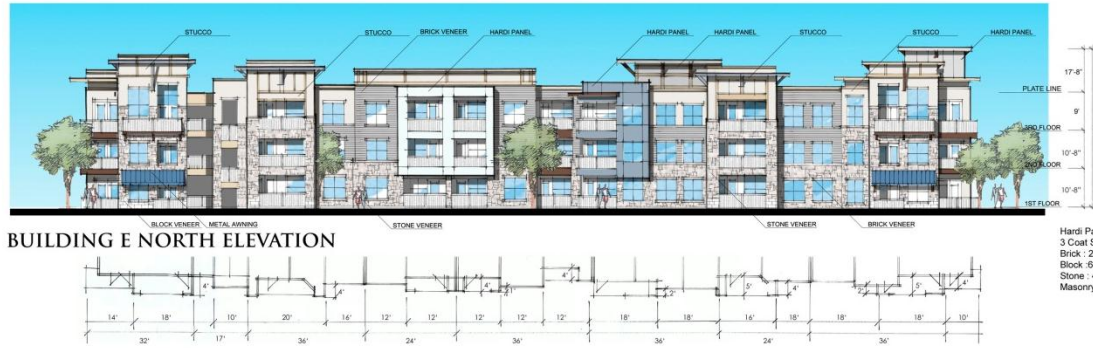 STUCCO STUCCO BRICK VENEER HARDI PANEL HARDI PANEL HARDI PANEL STUCCO STUCCO HARDI PANEL
17'-8"
PLATE LINE
9'
3RD FLOOR
10'-8"
2ND FLOOR
10'-8"
1ST FLOOR
BLOCK VENEER METAL AWNING STONE VENEER STONE VENEER BRICK VENEER
BUILDING E NORTH ELEVATION
Hardi Pa
3 Coat S
Brick : 2
Block :6
Stone :
Masonry
4' 4' 4' 4' 1' 4' 2' 5' 4' 2' 5' 4'
14' 18' 10' 20' 16' 12' 12' 12' 12' 12' 18' 18' 16' 18' 18' 18' 10'
32' 17' 36' 24' 36' 36' 24' 36'